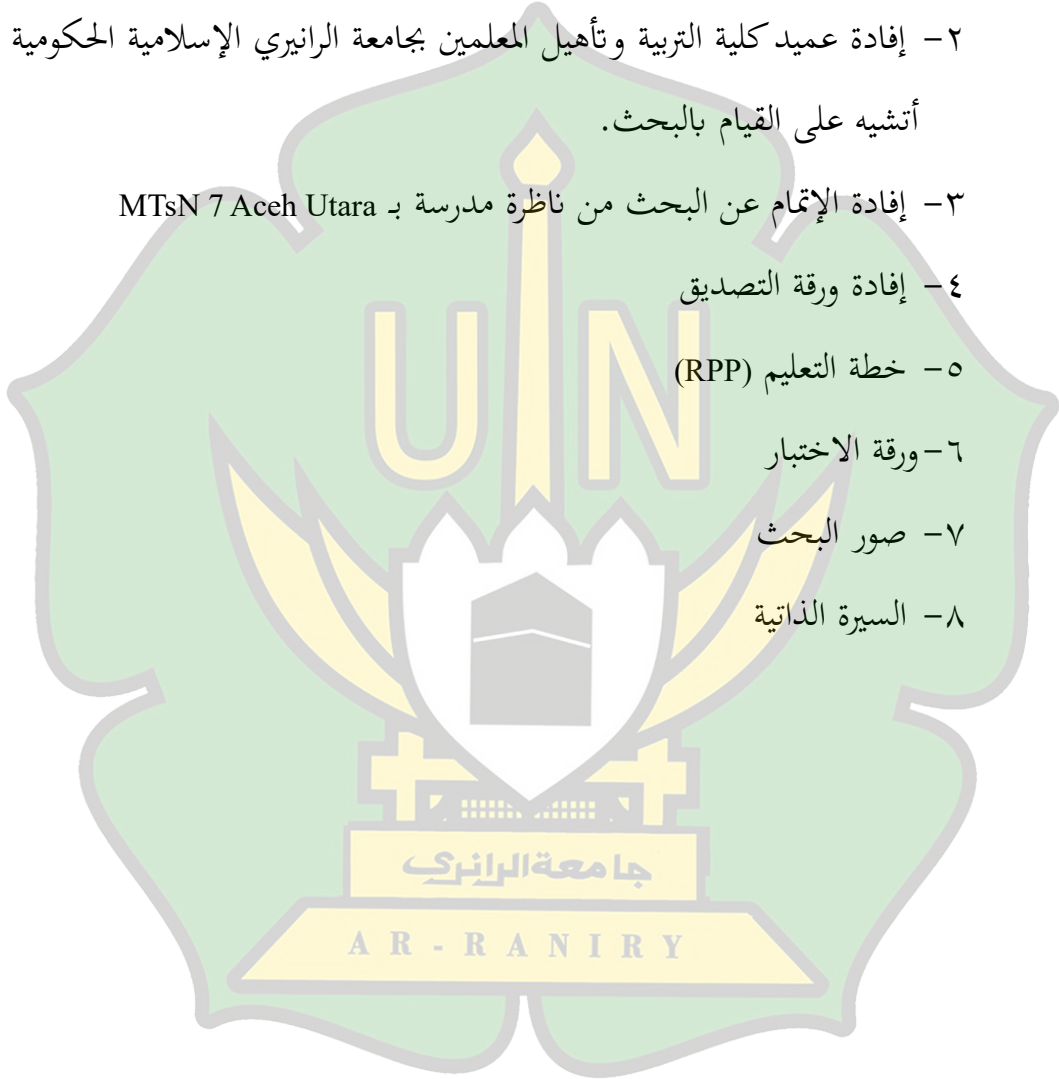 ٢- إفادة عميد كلية التربية وتأهيل المعلمين بجامعة الرانيري الإسلامية الحكومية
أتشيه على القيام بالبحث.
٣- إفادة الإتمام عن البحث من ناظرة مدرسة بـ MTsN 7 Aceh Utara
٤- إفادة ورقة التصديق
٥- خطة التعليم (RPP)
٦-ورقة الاختبار
٧- صور البحث
٨- السيرة الذاتية
UIN
جامعةالرانري
AR-RANIRY